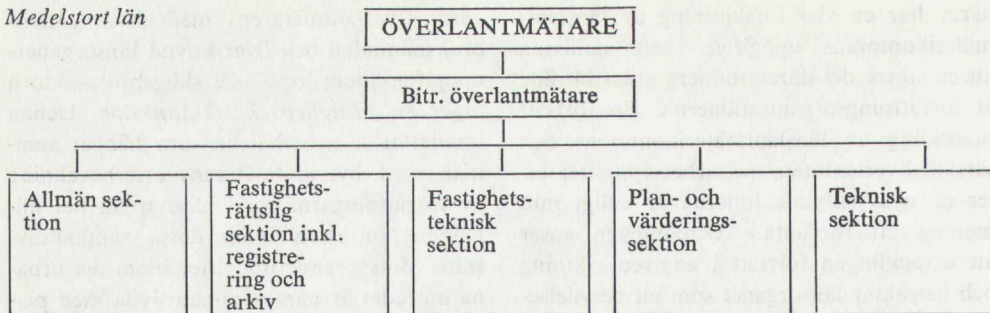 Medelstort län
ÖVERLANTMÄTARE
Bitr. överlantmätare
Allmän sek-
tion
Fastighets-
rättslig
sektion inkl.
registre-
ring och
arkiv
Fastighets-
teknisk
sektion
Plan- och
värderings-
sektion
Teknisk
sektion